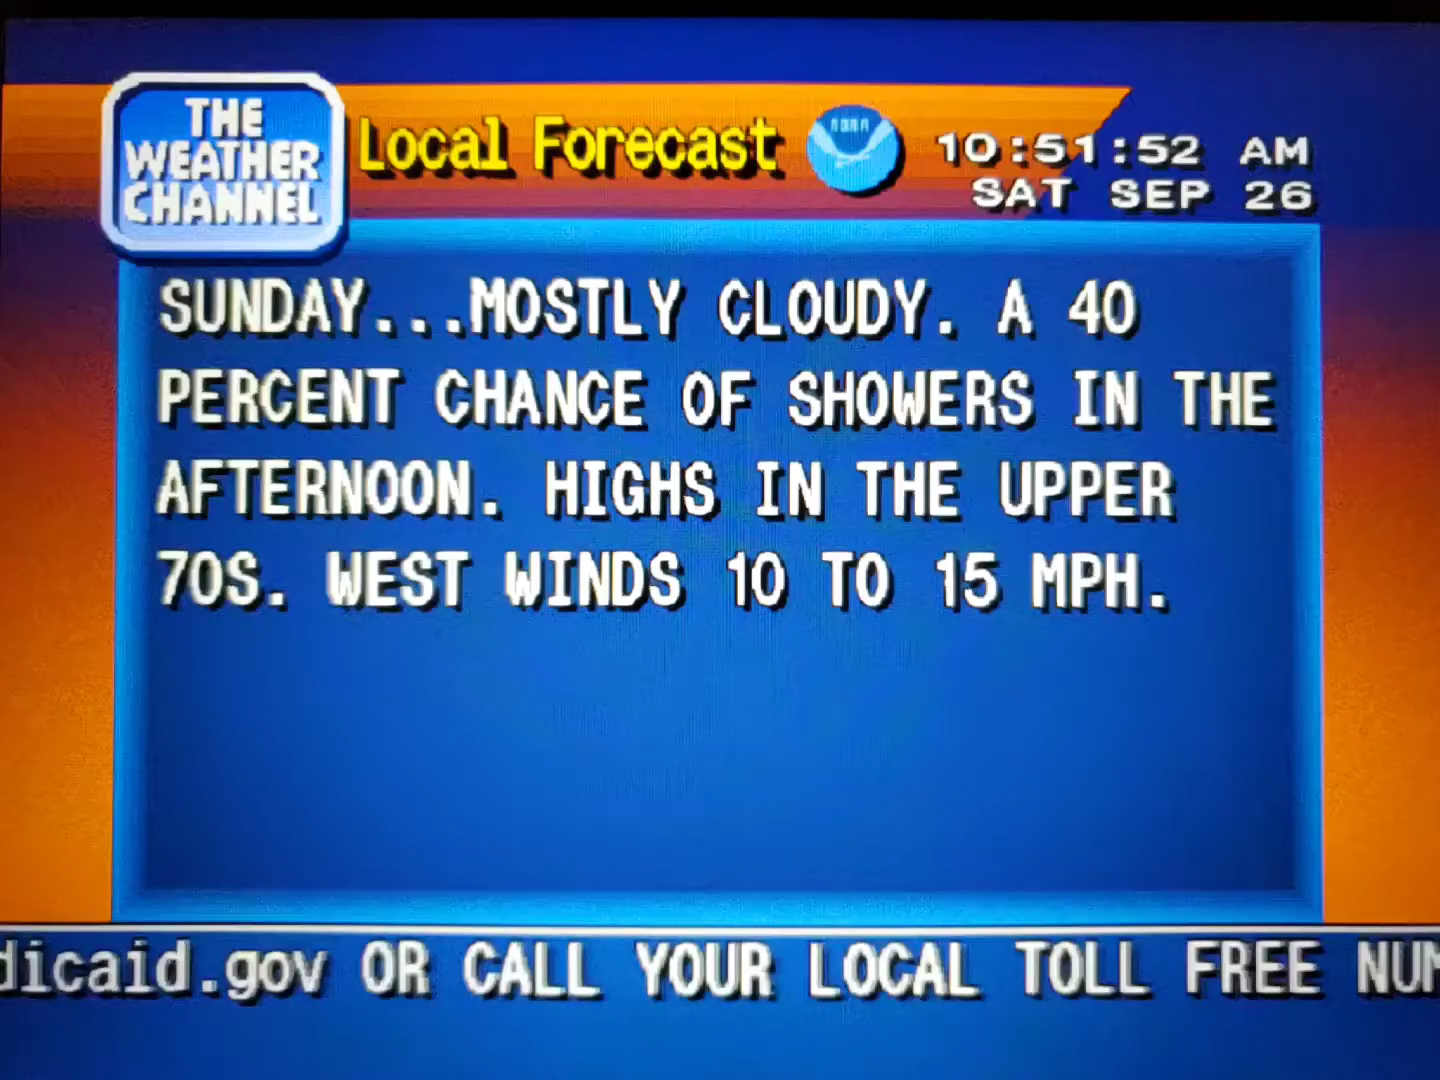 THE
WEATHER
CHANNEL
Local Forecast
NOAA
10:51:52 AM
SAT SEP 26
SUNDAY...MOSTLY CLOUDY. A 40
PERCENT CHANCE OF SHOWERS IN THE
AFTERNOON. HIGHS IN THE UPPER
70S. WEST WINDS 10 TO 15 MPH.
dicaid.gov OR CALL YOUR LOCAL TOLL FREE NUM